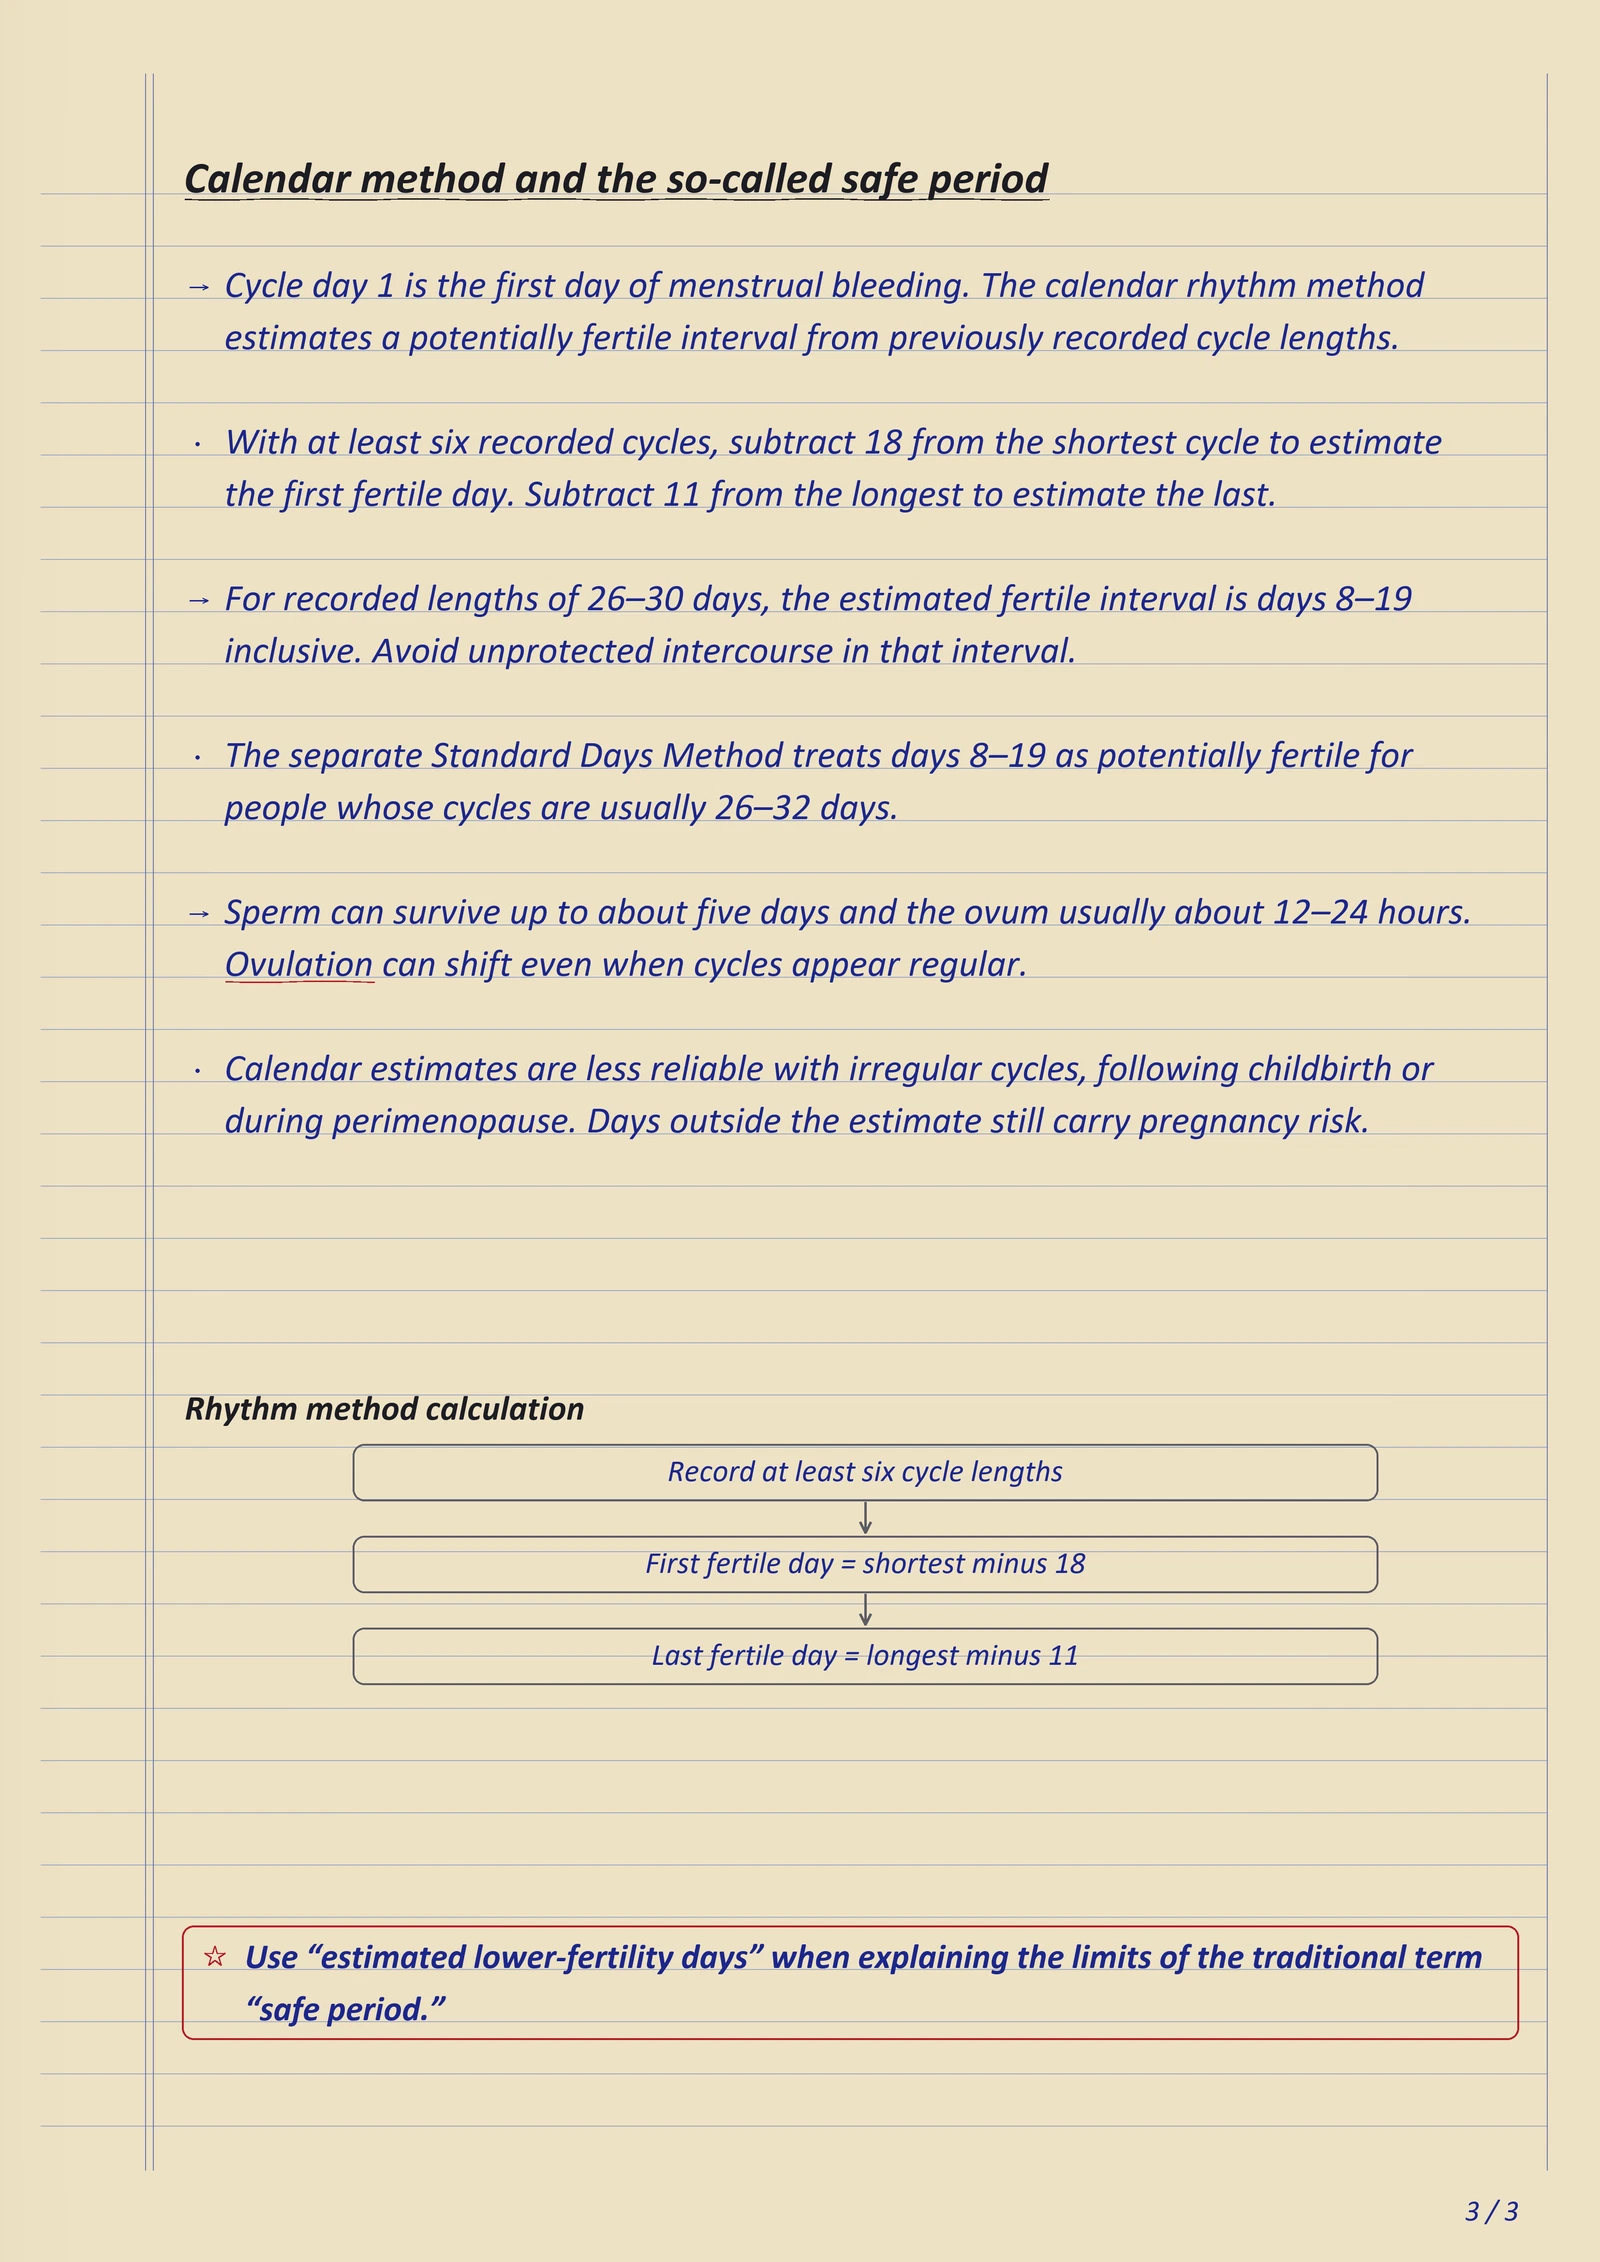 Calendar method and the so-called safe period
→ Cycle day 1 is the first day of menstrual bleeding. The calendar rhythm method
estimates a potentially fertile interval from previously recorded cycle lengths.
· With at least six recorded cycles, subtract 18 from the shortest cycle to estimate
the first fertile day. Subtract 11 from the longest to estimate the last.
→ For recorded lengths of 26–30 days, the estimated fertile interval is days 8–19
inclusive. Avoid unprotected intercourse in that interval.
· The separate Standard Days Method treats days 8–19 as potentially fertile for
people whose cycles are usually 26–32 days.
→ Sperm can survive up to about five days and the ovum usually about 12–24 hours.
Ovulation can shift even when cycles appear regular.
· Calendar estimates are less reliable with irregular cycles, following childbirth or
during perimenopause. Days outside the estimate still carry pregnancy risk.
Rhythm method calculation
Record at least six cycle lengths
First fertile day = shortest minus 18
Last fertile day = longest minus 11
☆ Use “estimated lower-fertility days” when explaining the limits of the traditional term
“safe period.”
3 / 3